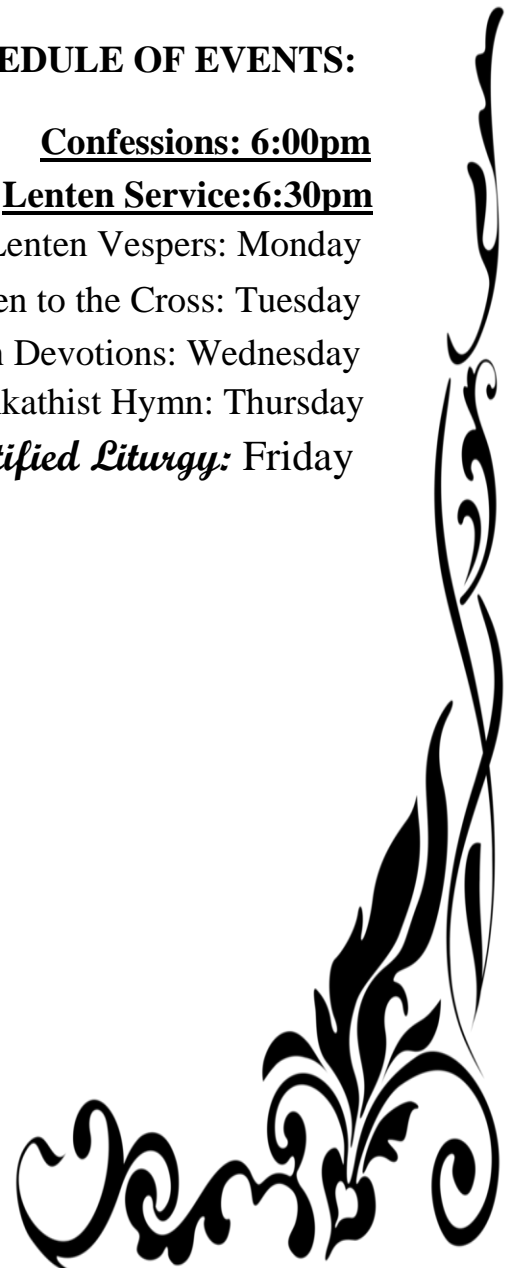 EDULE OF EVENTS:
Confessions: 6:00pm
Lenten Service:6:30pm
Lenten Vespers: Monday
en to the Cross: Tuesday
Devotions: Wednesday
kathist Hymn: Thursday
tified Liturgy: Friday